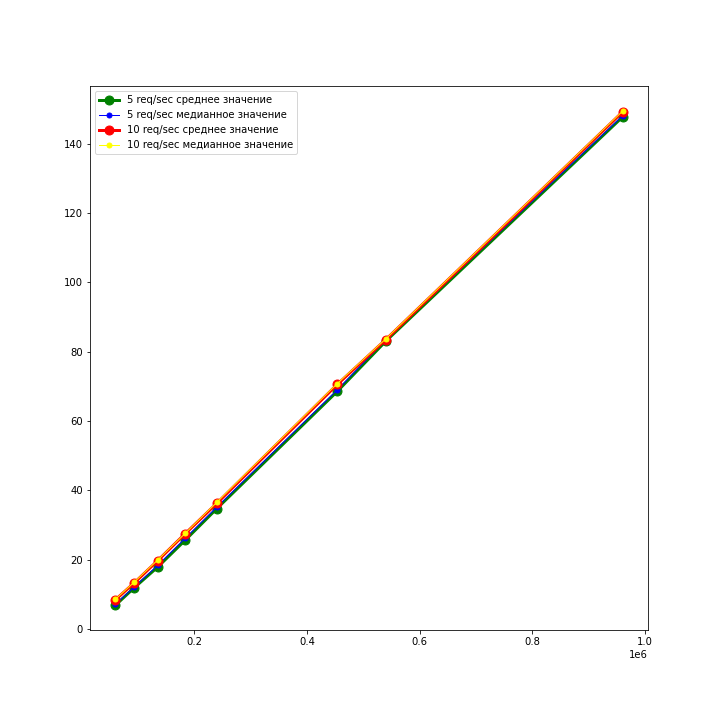 5 req/sec среднее значение
5 req/sec медианное значение
10 req/sec среднее значение
10 req/sec медианное значение
140
120
100
80
60
40
20
0
0.2 0.4 0.6 0.8 1.0
1e6